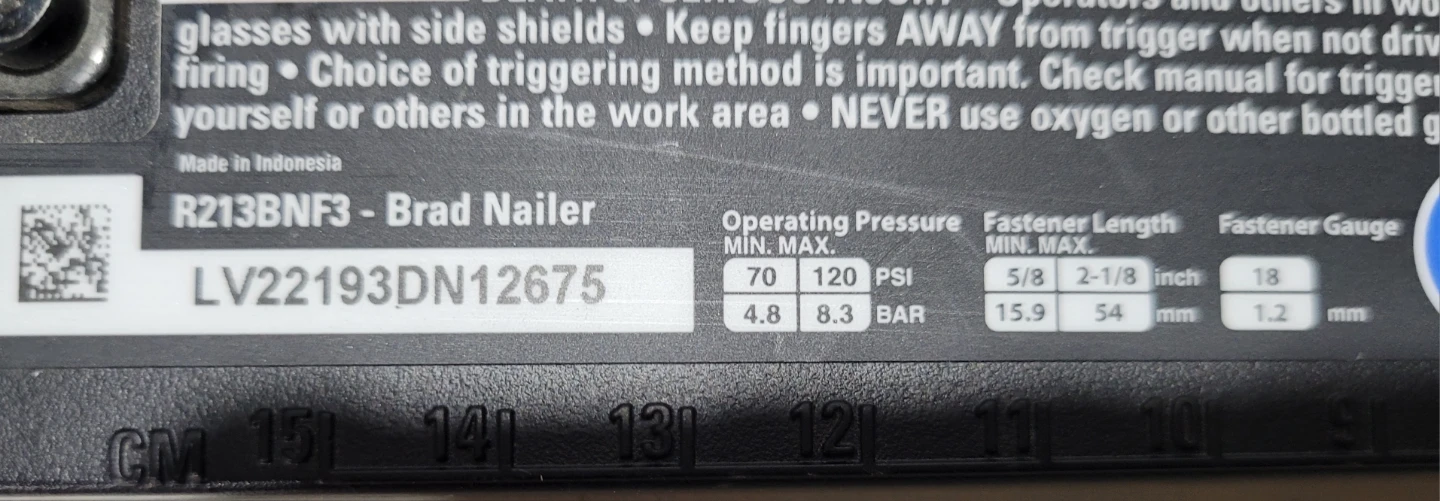 glasses with side shields • Keep fingers AWAY from trigger when not driv
firing • Choice of triggering method is important. Check manual for trigger
yourself or others in the work area • NEVER use oxygen or other bottled g
Made in Indonesia
R213BNF3 - Brad Nailer
LV22193DN12675
Operating Pressure
MIN. MAX.
70 120 PSI
4.8 8.3 BAR
Fastener Length
MIN. MAX.
5/8 2-1/8 inch
15.9 54 mm
Fastener Gauge
18
1.2 mm
CM 15 14 13 12 11 10 9